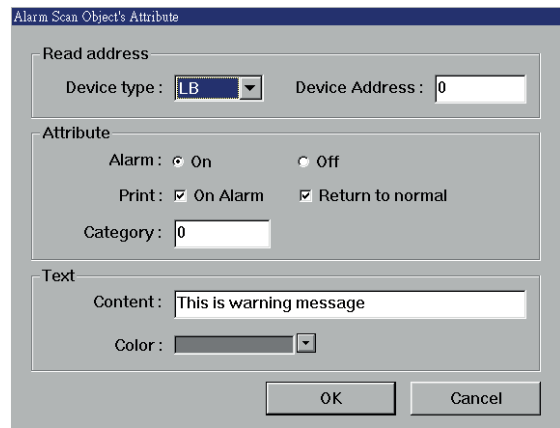 Alarm Scan Object's Attribute
Read address
Device type : LB Device Address : 0
Attribute
Alarm : On Off
Print : On Alarm Return to normal
Category : 0
Text
Content : This is warning message
Color :
OK Cancel